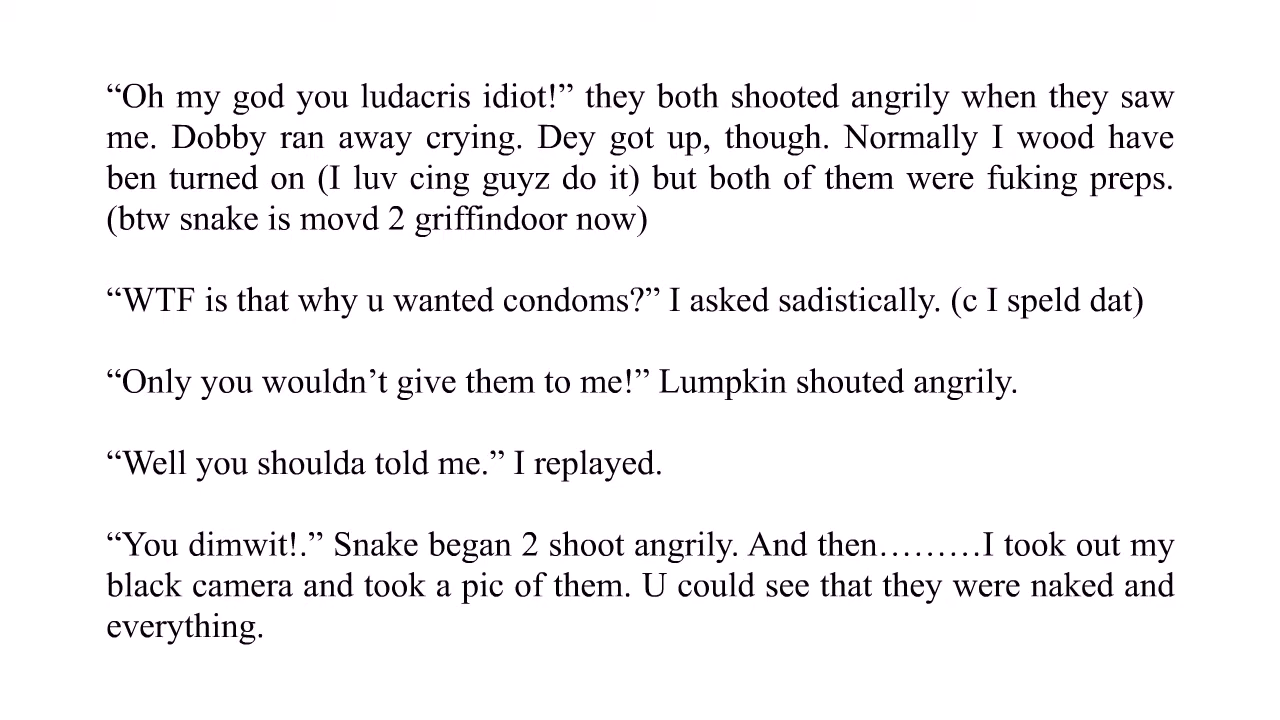 “Oh my god you ludacris idiot!” they both shooted angrily when they saw
me. Dobby ran away crying. Dey got up, though. Normally I wood have
ben turned on (I luv cing guyz do it) but both of them were fuking preps.
(btw snake is movd 2 griffindoor now)
“WTF is that why u wanted condoms?” I asked sadistically. (c I speld dat)
“Only you wouldn’t give them to me!” Lumpkin shouted angrily.
“Well you shoulda told me.” I replayed.
“You dimwit!.” Snake began 2 shoot angrily. And then………I took out my
black camera and took a pic of them. U could see that they were naked and
everything.